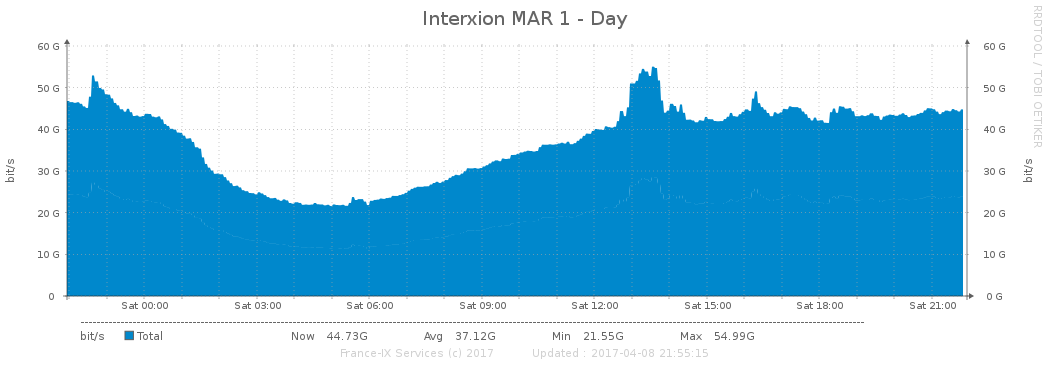 Interxion MAR 1 - Day
RRDTOOL / TOBI OETIKER
60 G 60 G
50 G 50 G
40 G 40 G
30 G 30 G
20 G 20 G
10 G 10 G
0 0 G
bit/s bit/s
Sat 00:00 Sat 03:00 Sat 06:00 Sat 09:00 Sat 12:00 Sat 15:00 Sat 18:00 Sat 21:00
bit/s Total Now 44.73G Avg 37.12G Min 21.55G Max 54.99G
France-IX Services (c) 2017 Updated : 2017-04-08 21:55:15